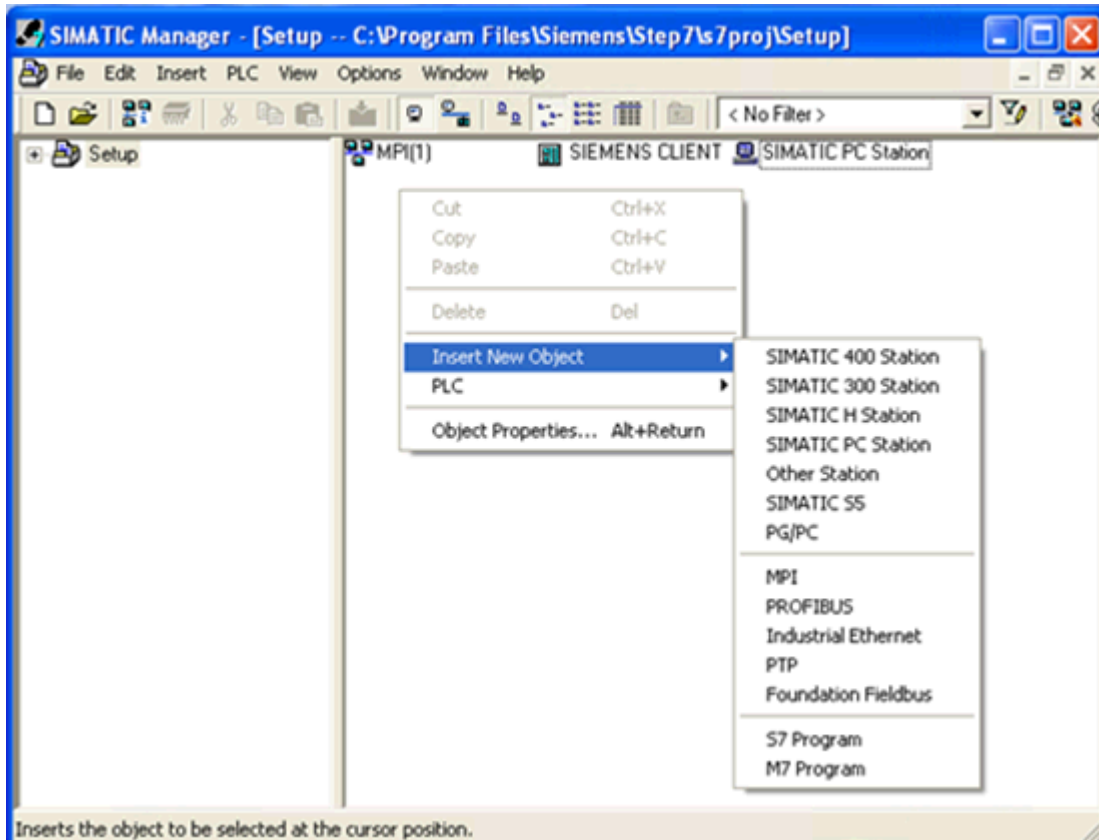 SIMATIC Manager - [Setup -- C:\Program Files\Siemens\Step7\s7proj\Setup]
File Edit Insert PLC View Options Window Help
< No Filter >
Setup
MPI(1) SIEMENS CLIENT SIMATIC PC Station
Cut Ctrl+X
Copy Ctrl+C
Paste Ctrl+V
Delete Del
Insert New Object
PLC
Object Properties... Alt+Return
SIMATIC 400 Station
SIMATIC 300 Station
SIMATIC H Station
SIMATIC PC Station
Other Station
SIMATIC S5
PG/PC
MPI
PROFIBUS
Industrial Ethernet
PTP
Foundation Fieldbus
S7 Program
M7 Program
Inserts the object to be selected at the cursor position.